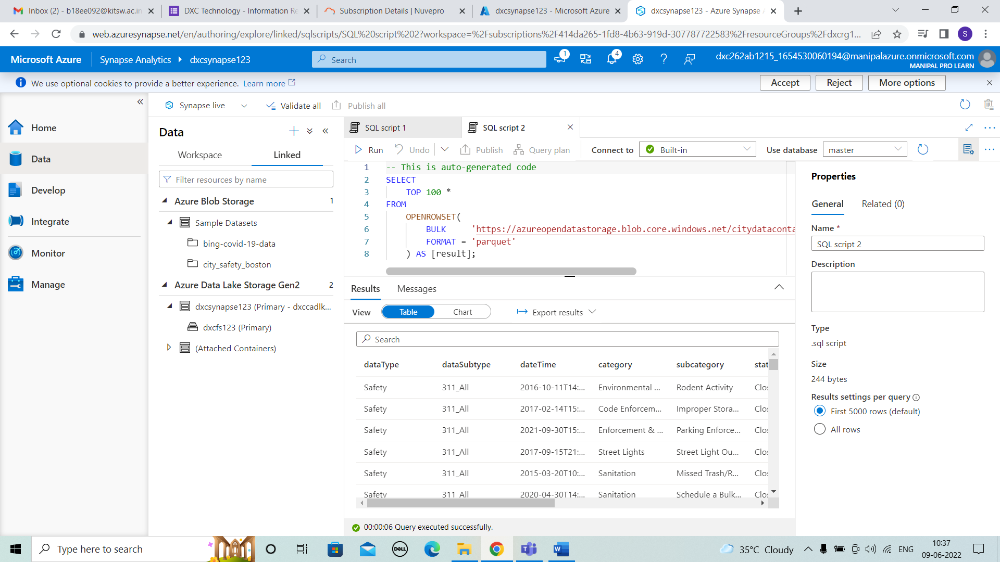 Inbox (2) - b18ee092@kitsw.ac.in
DXC Technology - Information Re
Subscription Details | Nuvepro
dxcsynapse123 - Microsoft Azure
dxcsynapse123 - Azure Synapse A
web.azuresynapse.net/en/authoring/explore/linked/sqlscripts/SQL%20script%202?workspace=%2Fsubscriptions%2F414da265-1fd8-4b63-919d-307787722583%2FresourceGroups%2Fdxcrg1...
S
Microsoft Azure
Synapse Analytics
dxcsynapse123
Search
1
4
dxc262ab1215_1654530060194@manipalazure.onmicrosoft.com
MANIPAL PRO LEARN
We use optional cookies to provide a better experience. Learn more
Accept
Reject
More options
Home
Data
Develop
Integrate
Monitor
Manage
Synapse live
Validate all
Publish all
Data
Workspace
Linked
Filter resources by name
Azure Blob Storage 1
Sample Datasets
bing-covid-19-data
city_safety_boston
Azure Data Lake Storage Gen2 2
dxcsynapse123 (Primary - dxccadlk...
dxcfs123 (Primary)
(Attached Containers)
SQL script 1
SQL script 2
Run
Undo
Publish
Query plan
Connect to
Built-in
Use database
master
1 -- This is auto-generated code
2 SELECT
3 TOP 100 *
4 FROM
5 OPENROWSET(
6 BULK 'https://azureopendatastorage.blob.core.windows.net/citydataconta
7 FORMAT = 'parquet'
8 ) AS [result];
Results
Messages
View
Table
Chart
Export results
Search
dataType dataSubtype dateTime category subcategory stat
Safety 311_All 2016-10-11T14:... Environmental ... Rodent Activity Clos
Safety 311_All 2017-02-14T15:... Code Enforcem... Improper Stora... Clos
Safety 311_All 2021-09-30T15:... Enforcement & ... Parking Enforce... Clos
Safety 311_All 2017-09-15T21:... Street Lights Street Light Ou... Clos
Safety 311_All 2015-03-20T10:... Sanitation Missed Trash/R... Clos
Safety 311_All 2020-04-30T14:... Sanitation Schedule a Bulk... Clos
00:00:06 Query executed successfully.
Properties
General
Related (0)
Name *
SQL script 2
Description
Type
.sql script
Size
244 bytes
Results settings per query
First 5000 rows (default)
All rows
Type here to search
DELL
35°C Cloudy
ENG
10:37
09-06-2022